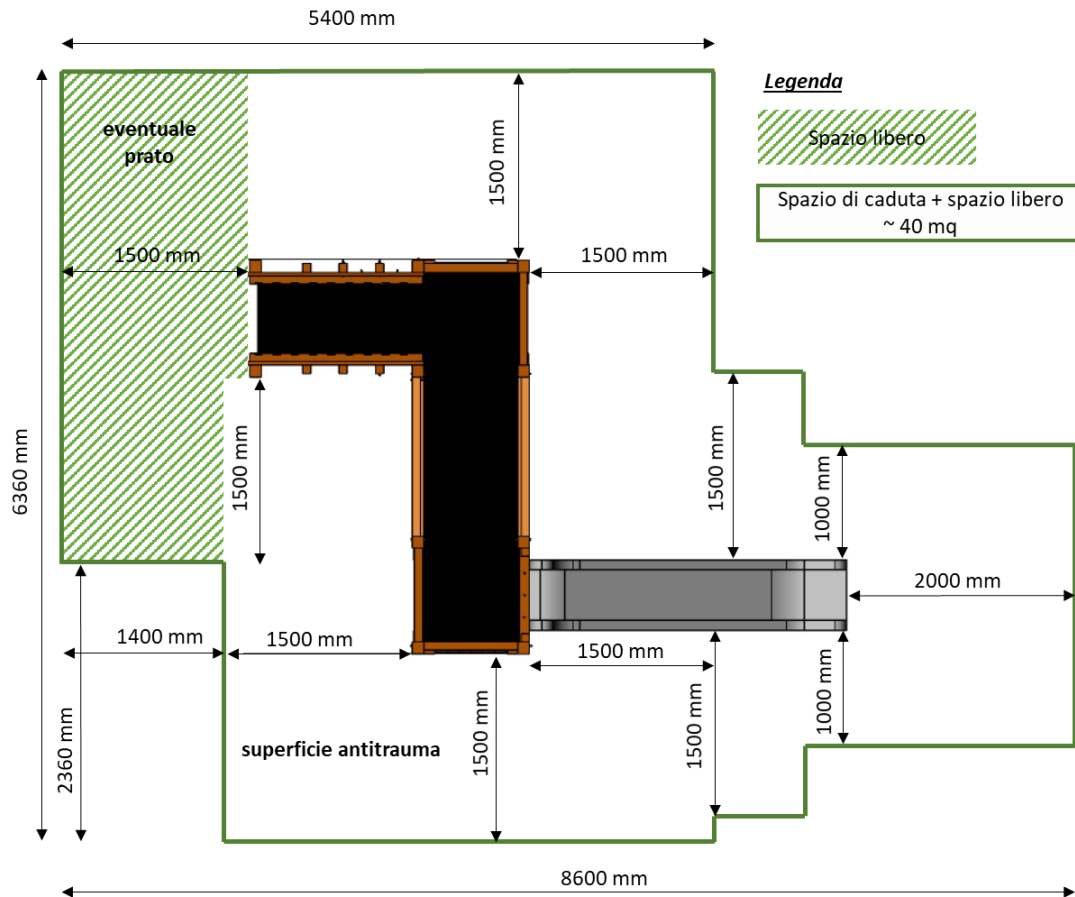 5400 mm
Legenda
eventuale
prato
Spazio libero
1500 mm
Spazio di caduta + spazio libero
~ 40 mq
1500 mm
1500 mm
6360 mm
1500 mm
1500 mm
1000 mm
2000 mm
1400 mm
1500 mm
1500 mm
2360 mm
1500 mm
1500 mm
1000 mm
superficie antitrauma
8600 mm